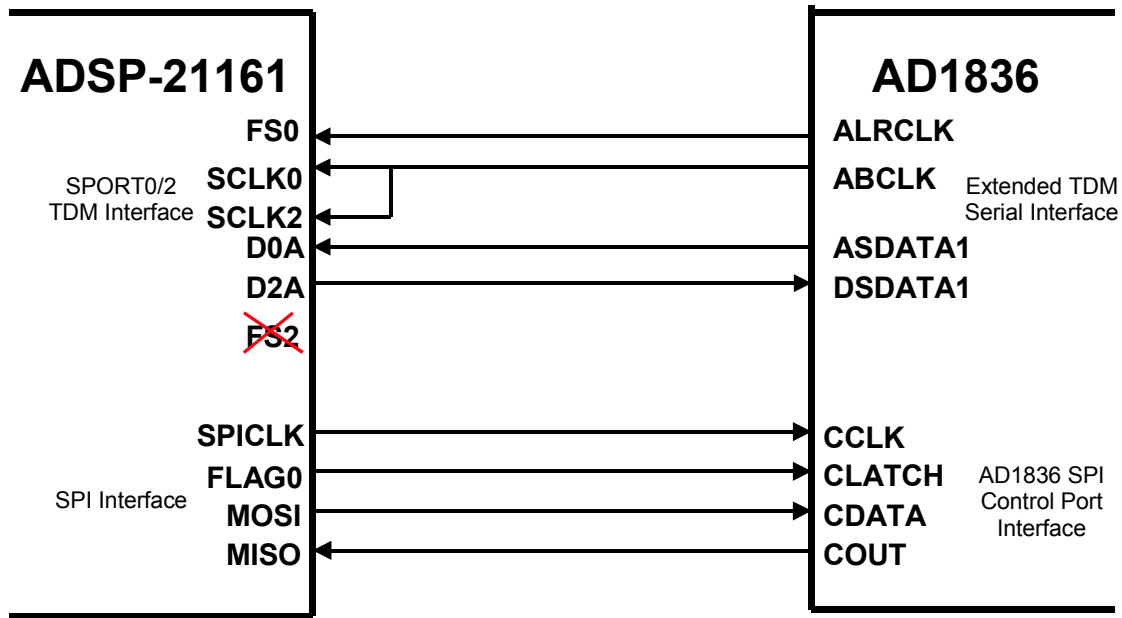 ADSP-21161
FS0
SCLK0
SCLK2
SPORT0/2
TDM Interface
D0A
D2A
FS2
SPICLK
FLAG0
SPI Interface
MOSI
MISO
AD1836
ALRCLK
ABCLK
Extended TDM
Serial Interface
ASDATA1
DSDATA1
CCLK
CLATCH
CDATA
COUT
AD1836 SPI
Control Port
Interface